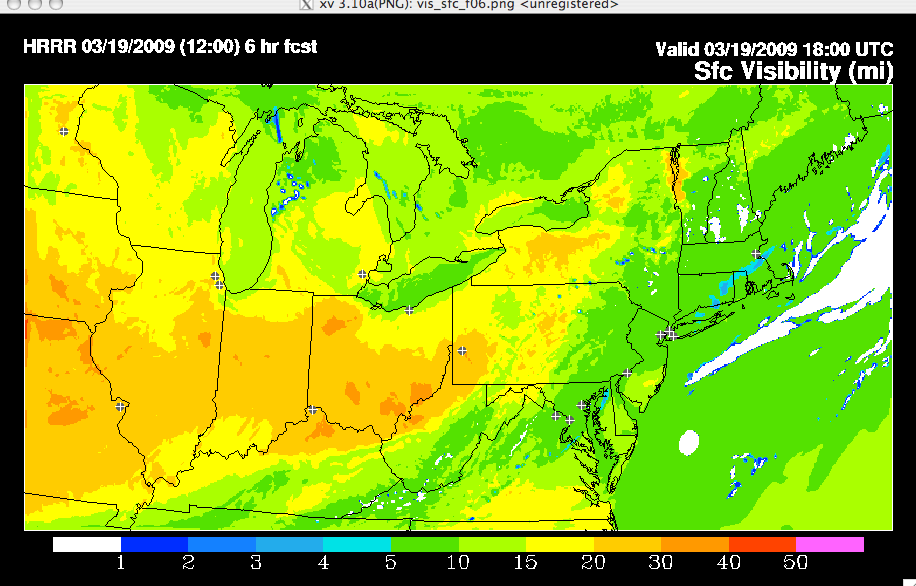 xv 3.10a(PNG): vis_sfc_f06.png <unregistered>
HRRR 03/19/2009 (12:00) 6 hr fcst
Valid 03/19/2009 18:00 UTC
Sfc Visibility (mi)
1 2 3 4 5 10 15 20 30 40 50